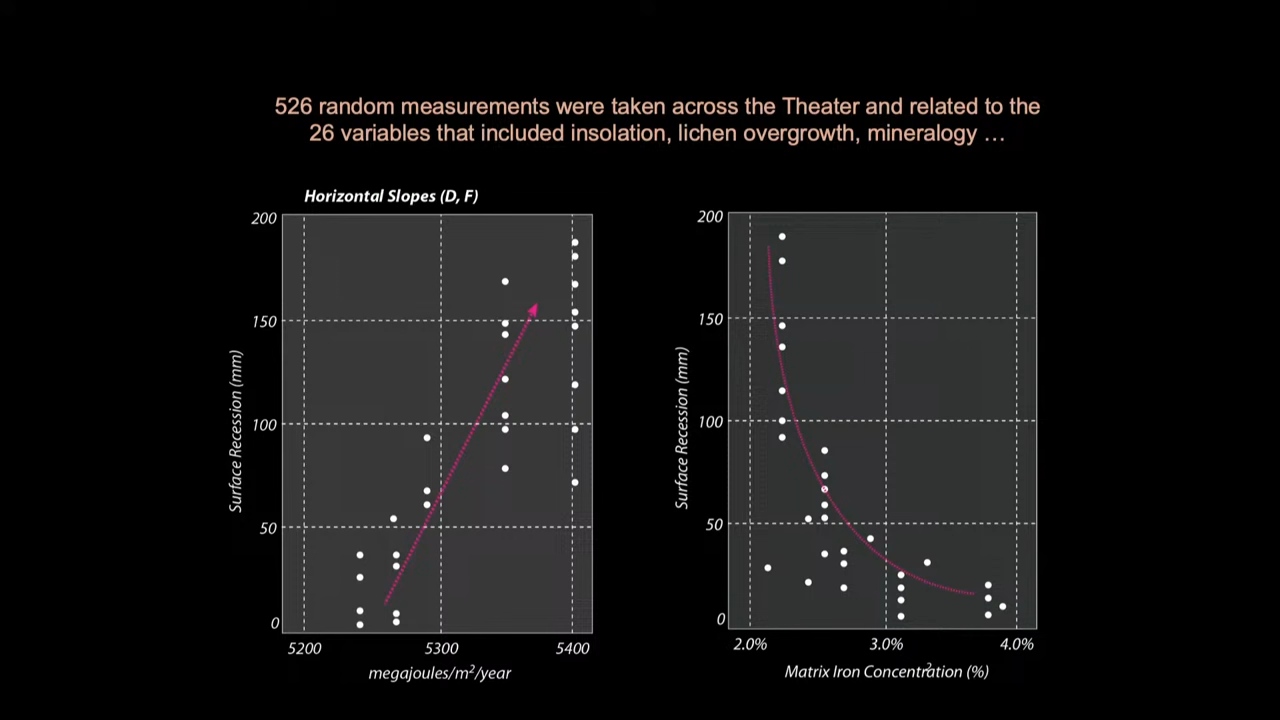 526 random measurements were taken across the Theater and related to the
26 variables that included insolation, lichen overgrowth, mineralogy …
Horizontal Slopes (D, F)
200
150
100
50
0
Surface Recession (mm)
5200 5300 5400
megajoules/m²/year
200
150
100
50
0
Surface Recession (mm)
2.0% 3.0% 4.0%
Matrix Iron Concentration (%)
2